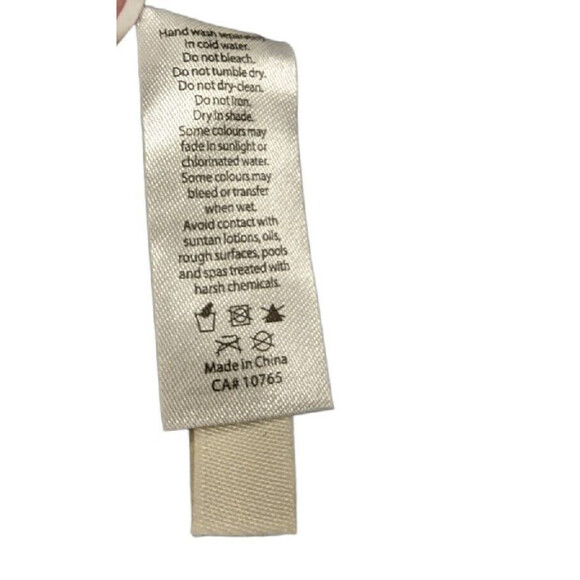 Hand wash separately
in cold water.
Do not bleach.
Do not tumble dry.
Do not dry-clean.
Do not iron.
Dry in shade.
Some colours may
fade in sunlight or
chlorinated water.
Some colours may
bleed or transfer
when wet.
Avoid contact with
suntan lotions, oils,
rough surfaces, pools
and spas treated with
harsh chemicals.
Made in China
CA# 10765